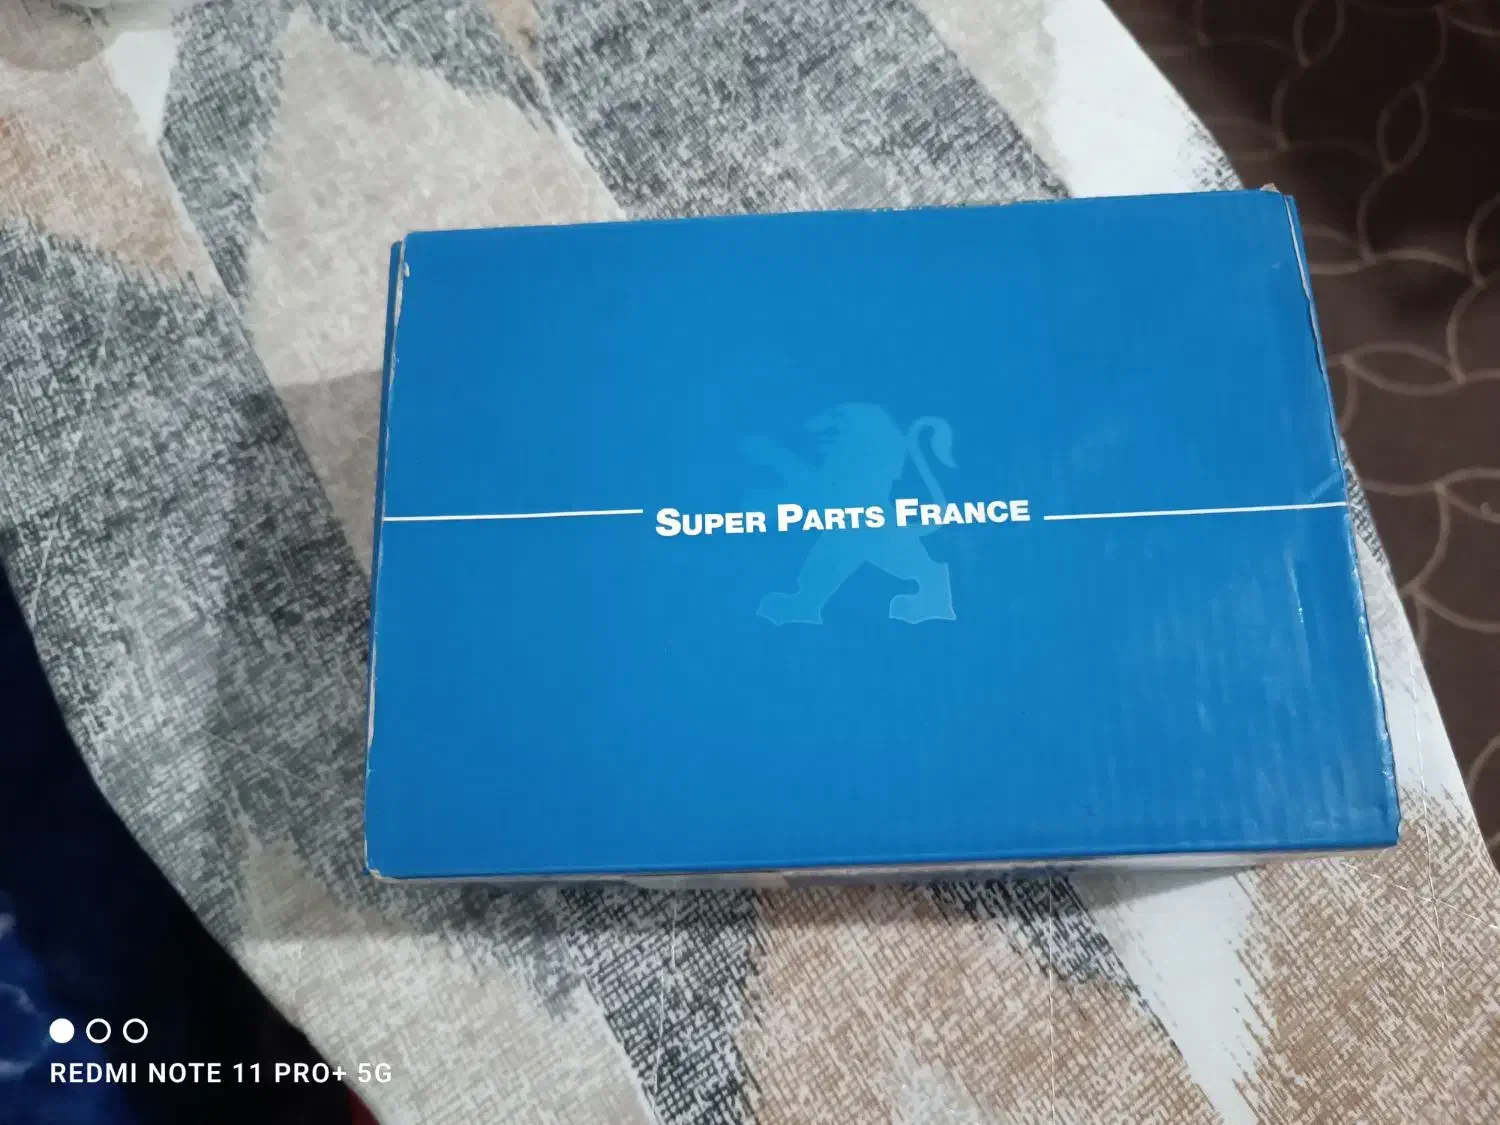 SUPER PARTS FRANCE
REDMI NOTE 11 PRO+ 5G